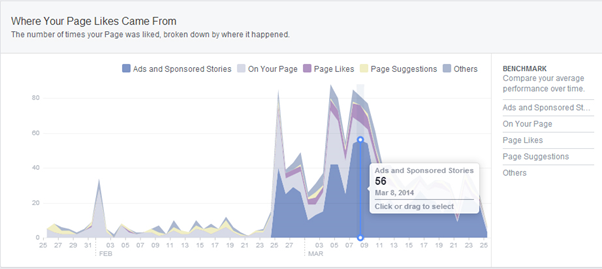 Where Your Page Likes Came From
The number of times your Page was liked, broken down by where it happened.
Ads and Sponsored Stories On Your Page Page Likes Page Suggestions Others
BENCHMARK
Compare your average
performance over time.
Ads and Sponsored St...
On Your Page
Page Likes
Page Suggestions
Others
80
60
40
20
0
Ads and Sponsored Stories
56
Mar 8, 2014
Click or drag to select
25 27 29 31 03 05 07 09 11 13 15 17 19 21 23 25 27 03 05 07 09 11 13 15 17 19 21 23 25
FEB MAR